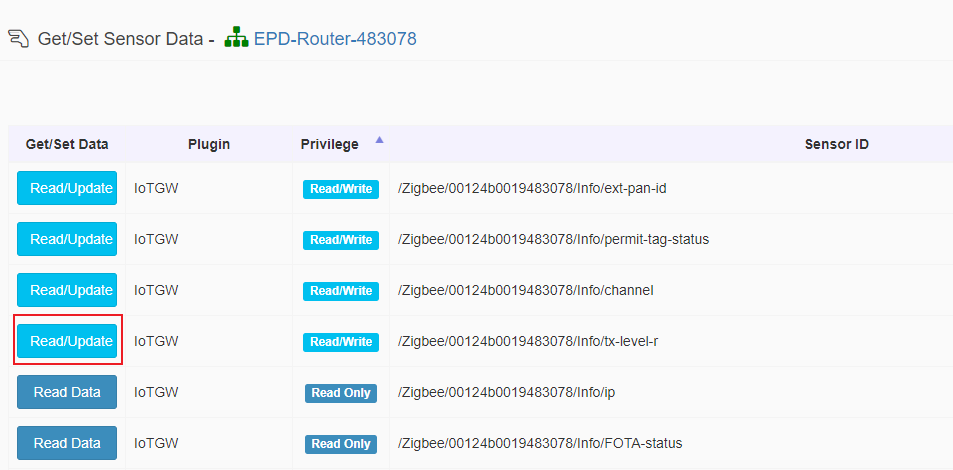 Get/Set Sensor Data - EPD-Router-483078
Get/Set Data Plugin Privilege Sensor ID
Read/Update IoTGW Read/Write /Zigbee/00124b0019483078/Info/ext-pan-id
Read/Update IoTGW Read/Write /Zigbee/00124b0019483078/Info/permit-tag-status
Read/Update IoTGW Read/Write /Zigbee/00124b0019483078/Info/channel
Read/Update IoTGW Read/Write /Zigbee/00124b0019483078/Info/tx-level-r
Read Data IoTGW Read Only /Zigbee/00124b0019483078/Info/ip
Read Data IoTGW Read Only /Zigbee/00124b0019483078/Info/FOTA-status